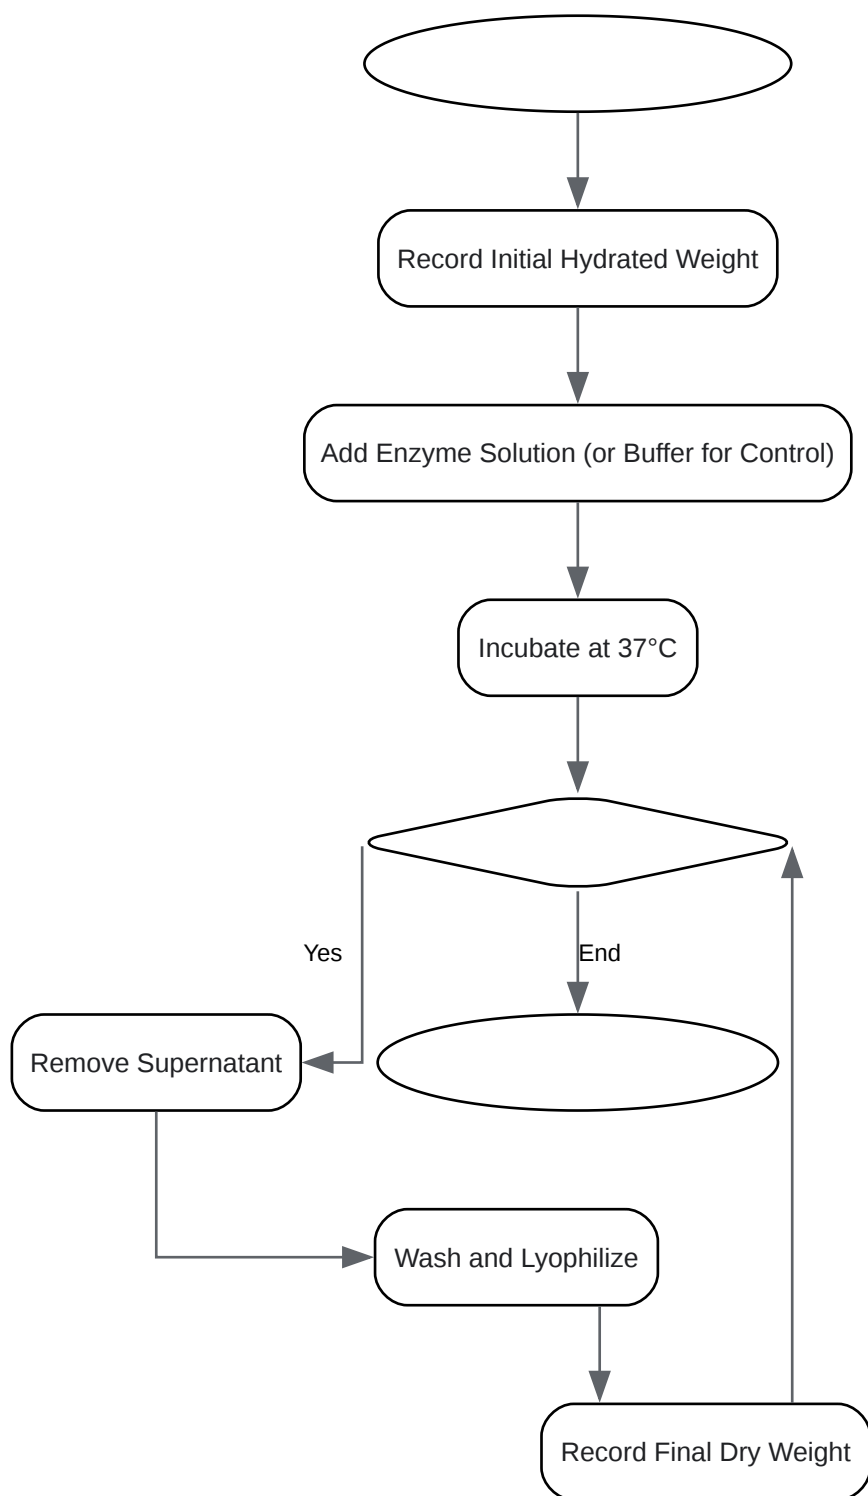 Record Initial Hydrated Weight
Add Enzyme Solution (or Buffer for Control)
Incubate at 37°C
Yes
End
Remove Supernatant
Wash and Lyophilize
Record Final Dry Weight